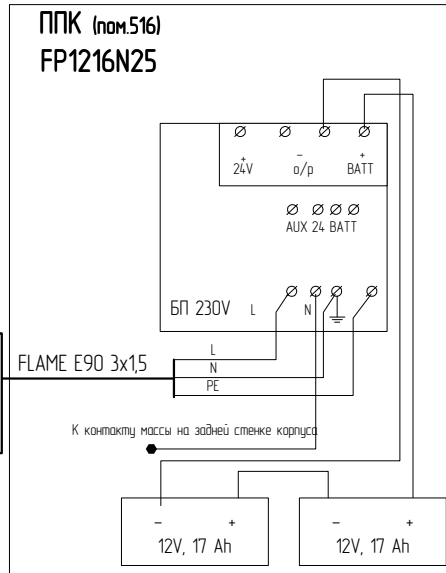 ППК (пом.516)
FP1216N25
+ − +
24V о/р BATT
AUX 24 BATT
БП 230V L N
L
FLAME E90 3x1,5
N
PE
К контакту массы на задней стенке корпуса
− + − +
12V, 17 Ah 12V, 17 Ah